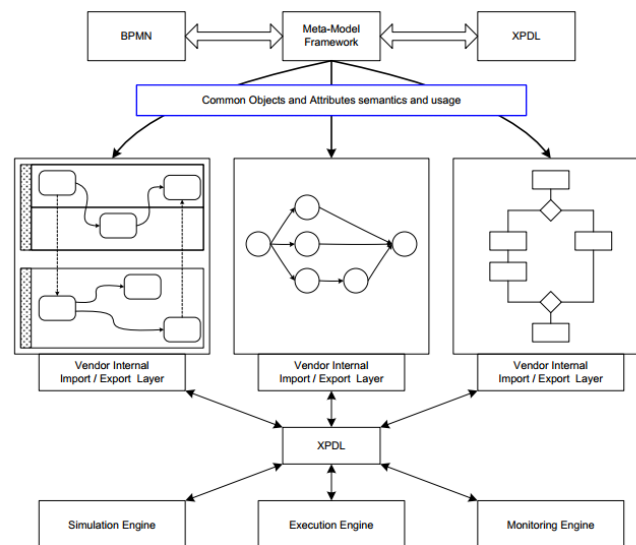 BPMN
Meta-Model
Framework
XPDL
Common Objects and Attributes semantics and usage
Vendor Internal
Import / Export Layer
Vendor Internal
Import / Export Layer
Vendor Internal
Import / Export Layer
XPDL
Simulation Engine
Execution Engine
Monitoring Engine